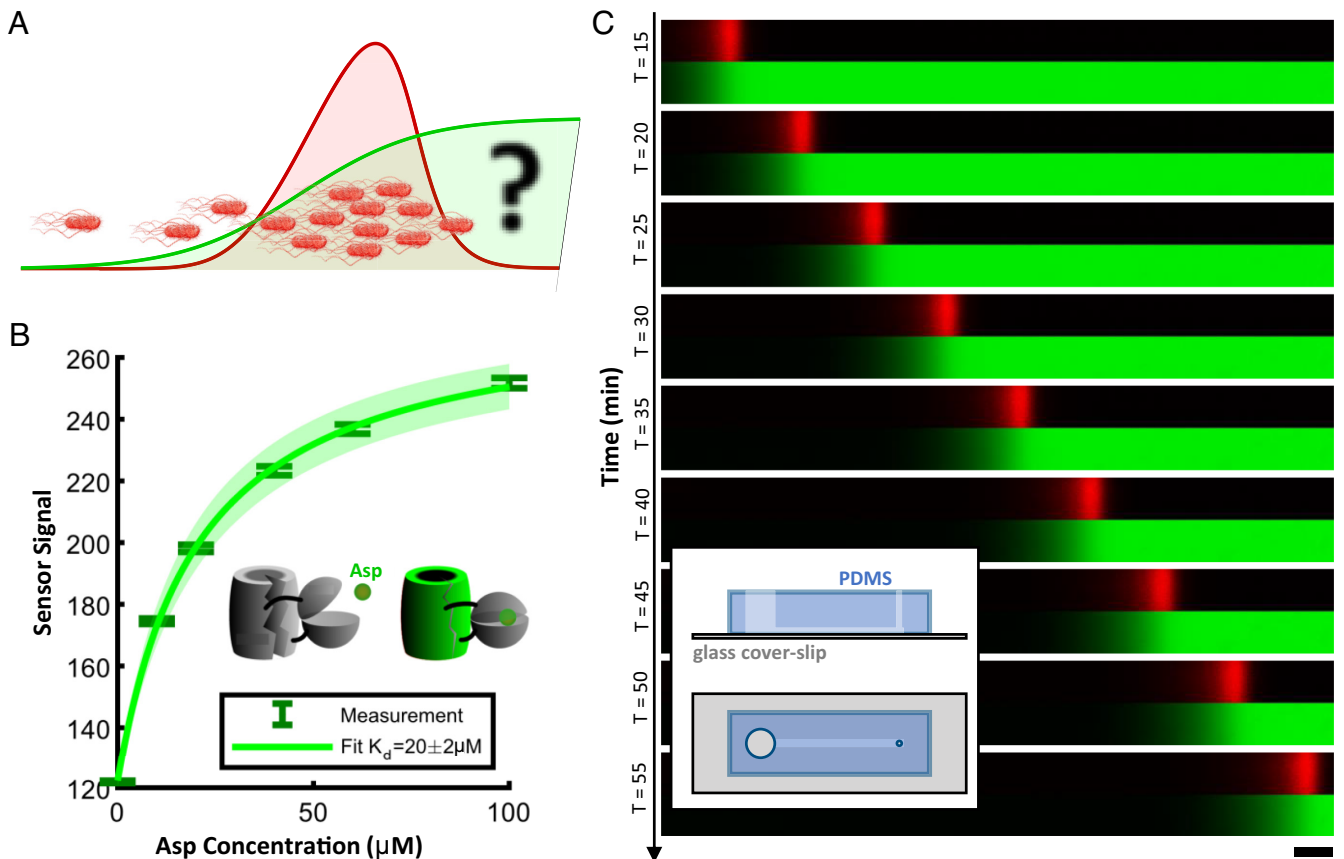 A
?
B
260
240
220
200
180
160
140
120
0
50
100
Sensor Signal
Asp Concentration (µM)
Asp
Measurement
Fit K_d=20±2µM
C
Time (min)
T = 15
T = 20
T = 25
T = 30
T = 35
T = 40
T = 45
T = 50
T = 55
PDMS
glass cover-slip